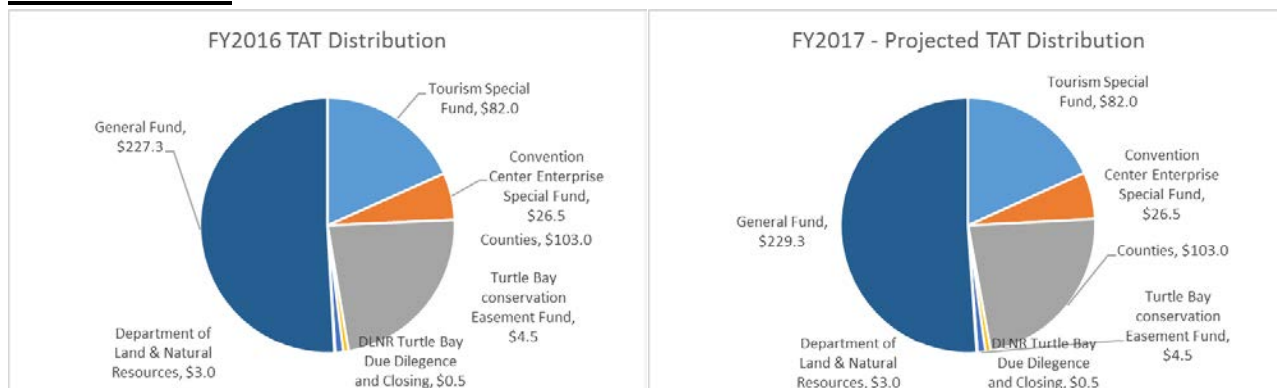 FY2016 TAT Distribution
Tourism Special
Fund, $82.0
General Fund,
$227.3
Convention
Center Enterprise
Special Fund,
$26.5
Counties, $103.0
Turtle Bay
conservation
Easement Fund,
$4.5
DLNR Turtle Bay
Due Dilegence
and Closing, $0.5
Department of
Land & Natural
Resources, $3.0
FY2017 - Projected TAT Distribution
Tourism Special
Fund, $82.0
Convention
Center Enterprise
Special Fund,
$26.5
General Fund,
$229.3
Counties, $103.0
Turtle Bay
conservation
Easement Fund,
$4.5
DLNR Turtle Bay
Due Dilegence
and Closing, $0.5
Department of
Land & Natural
Resources, $3.0